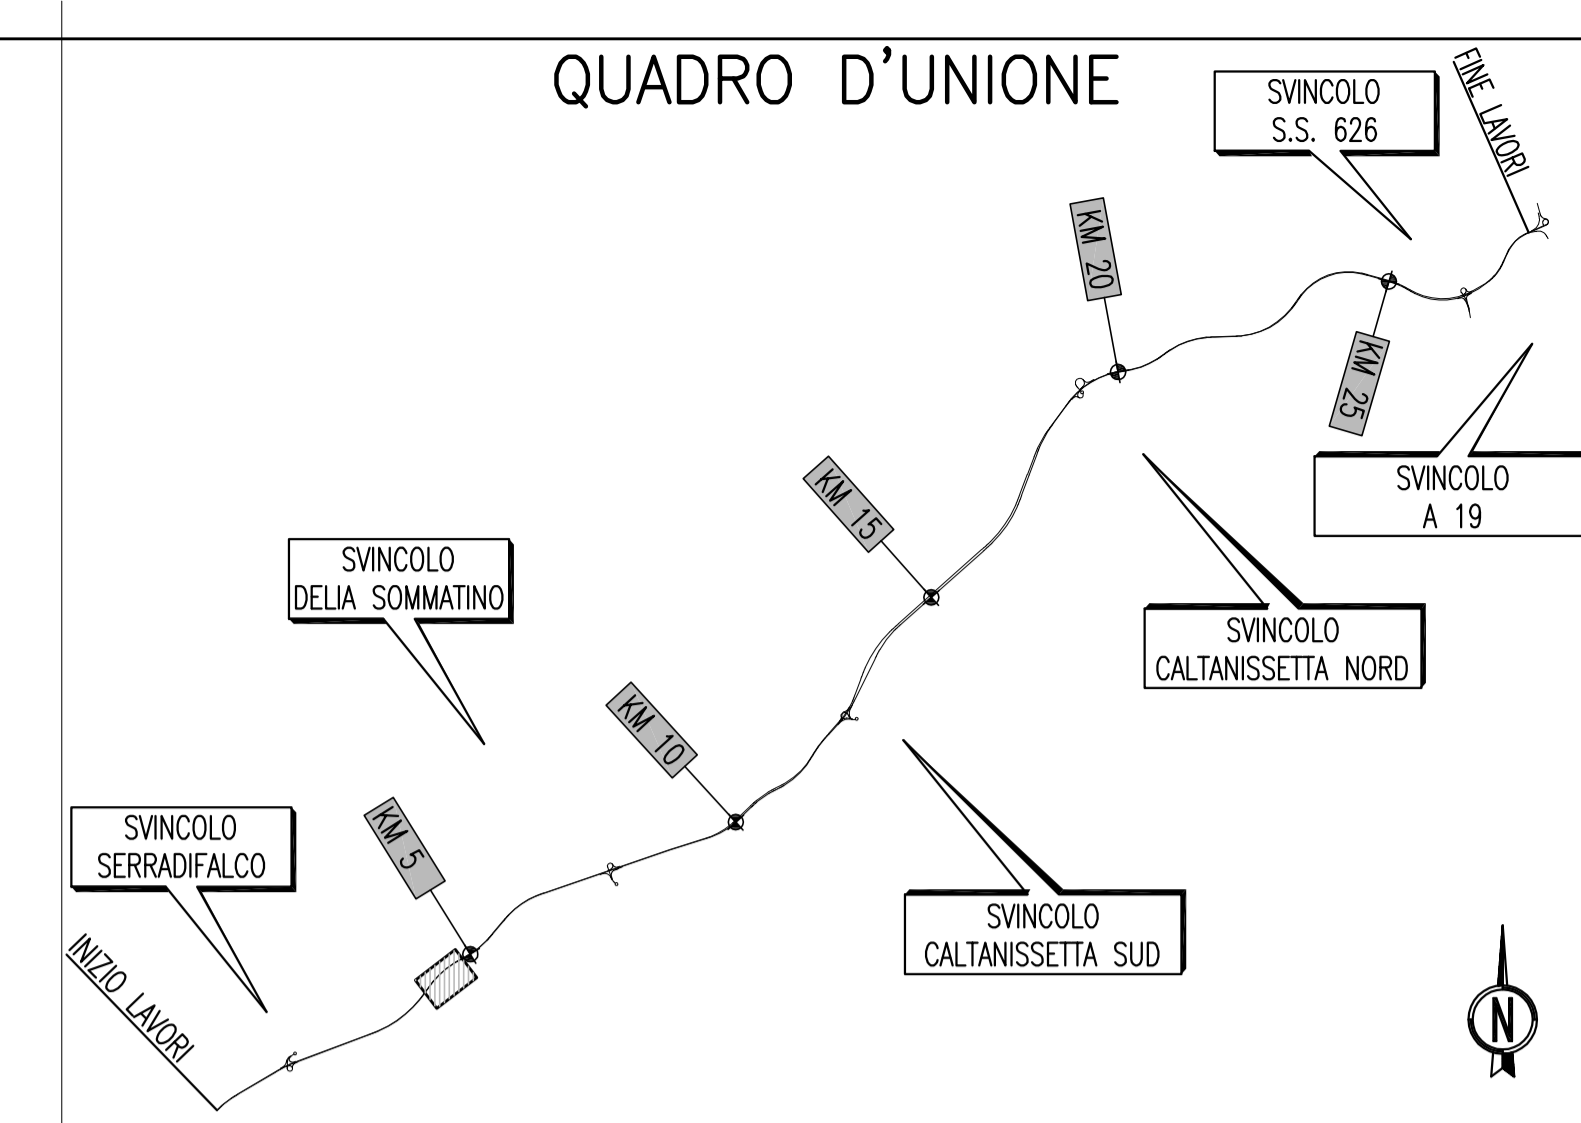 QUADRO D'UNIONE
SVINCOLO
S.S. 626
FINE LAVORI
KM 20
KM 25
SVINCOLO
A 19
KM 15
SVINCOLO
DELIA SOMMATINO
SVINCOLO
CALTANISSETTA NORD
KM 10
KM 5
SVINCOLO
SERRADIFALCO
SVINCOLO
CALTANISSETTA SUD
INIZIO LAVORI
N